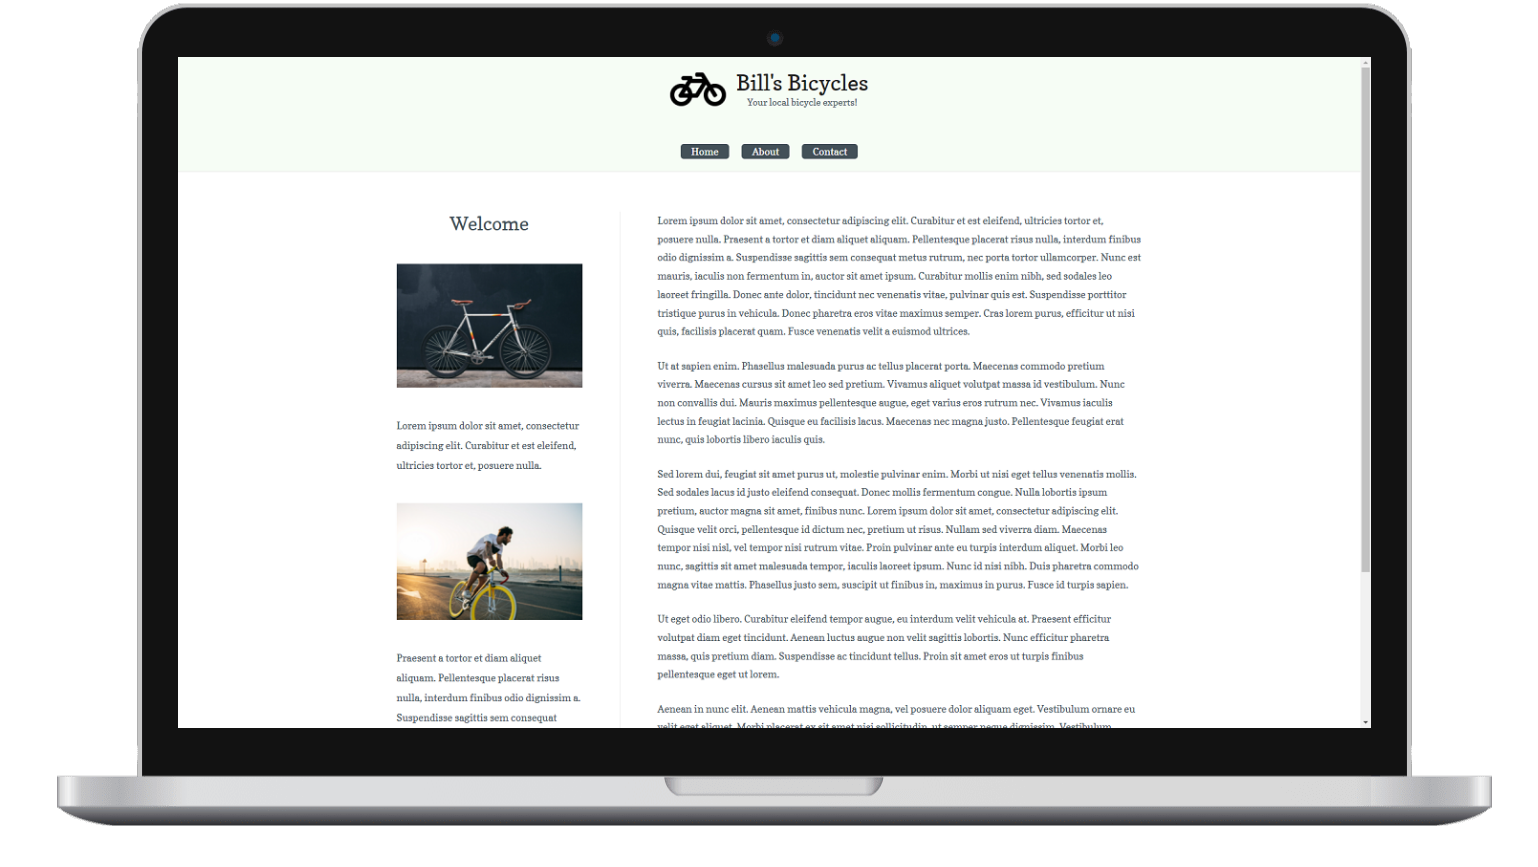 Bill's Bicycles
Your local bicycle experts!
Home About Contact
Welcome
Lorem ipsum dolor sit amet, consectetur
adipiscing elit. Curabitur et est eleifend,
ultricies tortor et, posuere nulla.
Praesent a tortor et diam aliquet
aliquam. Pellentesque placerat risus
nulla, interdum finibus odio dignissim a.
Suspendisse sagittis sem consequat
Lorem ipsum dolor sit amet, consectetur adipiscing elit. Curabitur et est eleifend, ultricies tortor et,
posuere nulla. Praesent a tortor et diam aliquet aliquam. Pellentesque placerat risus nulla, interdum finibus
odio dignissim a. Suspendisse sagittis sem consequat metus rutrum, nec porta tortor ullamcorper. Nunc est
mauris, iaculis non fermentum in, auctor sit amet ipsum. Curabitur mollis enim nibh, sed sodales leo
laoreet fringilla. Donec ante dolor, tincidunt nec venenatis vitae, pulvinar quis est. Suspendisse porttitor
tristique purus in vehicula. Donec pharetra eros vitae maximus semper. Cras lorem purus, efficitur ut nisi
quis, facilisis placerat quam. Fusce venenatis velit a euismod ultrices.
Ut at sapien enim. Phasellus malesuada purus ac tellus placerat porta. Maecenas commodo pretium
viverra. Maecenas cursus sit amet leo sed pretium. Vivamus aliquet volutpat massa id vestibulum. Nunc
non convallis dui. Mauris maximus pellentesque augue, eget varius eros rutrum nec. Vivamus iaculis
lectus in feugiat lacinia. Quisque eu facilisis lacus. Maecenas nec magna justo. Pellentesque feugiat erat
nunc, quis lobortis libero iaculis quis.
Sed lorem dui, feugiat sit amet purus ut, molestie pulvinar enim. Morbi ut nisi eget tellus venenatis mollis.
Sed sodales lacus id justo eleifend consequat. Donec mollis fermentum congue. Nulla lobortis ipsum
pretium, auctor magna sit amet, finibus nunc. Lorem ipsum dolor sit amet, consectetur adipiscing elit.
Quisque velit orci, pellentesque id dictum nec, pretium ut risus. Nullam sed viverra diam. Maecenas
tempor nisi nisl, vel tempor nisi rutrum vitae. Proin pulvinar ante eu turpis interdum aliquet. Morbi leo
nunc, sagittis sit amet malesuada tempor, iaculis laoreet ipsum. Nunc id nisi nibh. Duis pharetra commodo
magna vitae mattis. Phasellus justo sem, suscipit ut finibus in, maximus in purus. Fusce id turpis sapien.
Ut eget odio libero. Curabitur eleifend tempor augue, eu interdum velit vehicula at. Praesent efficitur
volutpat diam eget tincidunt. Aenean luctus augue non velit sagittis lobortis. Nunc efficitur pharetra
massa, quis pretium diam. Suspendisse ac tincidunt tellus. Proin sit amet eros ut turpis finibus
pellentesque eget ut lorem.
Aenean in nunc elit. Aenean mattis vehicula magna, vel posuere dolor aliquam eget. Vestibulum ornare eu
velit eget aliquet. Morbi placerat ex sit amet nisi sollicitudin, ut semper neque dignissim. Vestibulum